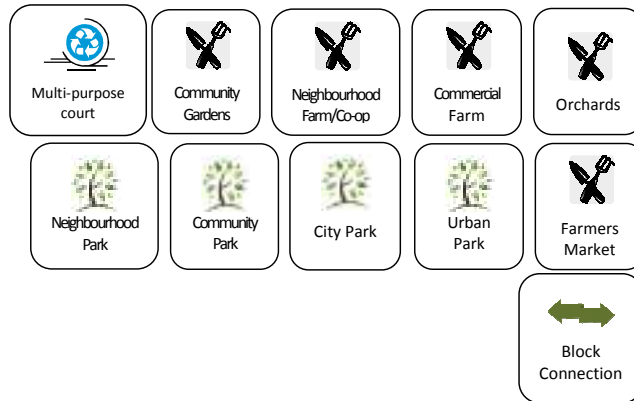 Multi-purpose
court
Community
Gardens
Neighbourhood
Farm/Co-op
Commercial
Farm
Orchards
Neighbourhood
Park
Community
Park
City Park
Urban
Park
Farmers
Market
Block
Connection